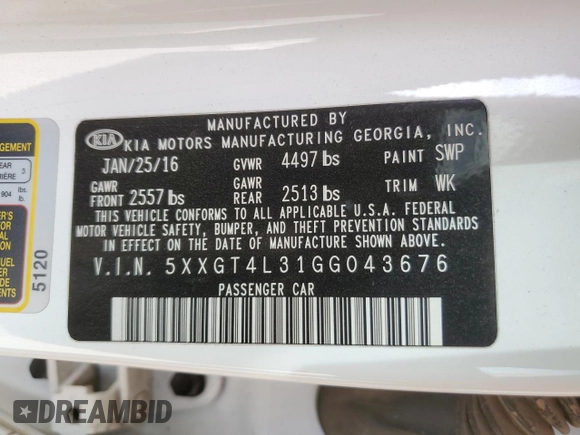 MANUFACTURED BY
KIA KIA MOTORS MANUFACTURING GEORGIA, INC.
JAN/25/16 GVWR 4497 lbs PAINT SWP
GAWR FRONT 2557 lbs GAWR REAR 2513 lbs TRIM WK
THIS VEHICLE CONFORMS TO ALL APPLICABLE U.S.A. FEDERAL
MOTOR VEHICLE SAFETY, BUMPER, AND THEFT PREVENTION STANDARDS
IN EFFECT ON THE DATE OF MANUFACTURE SHOWN ABOVE.
V.I.N. 5XXGT4L31GG043676
PASSENGER CAR
5120
DREAMBID